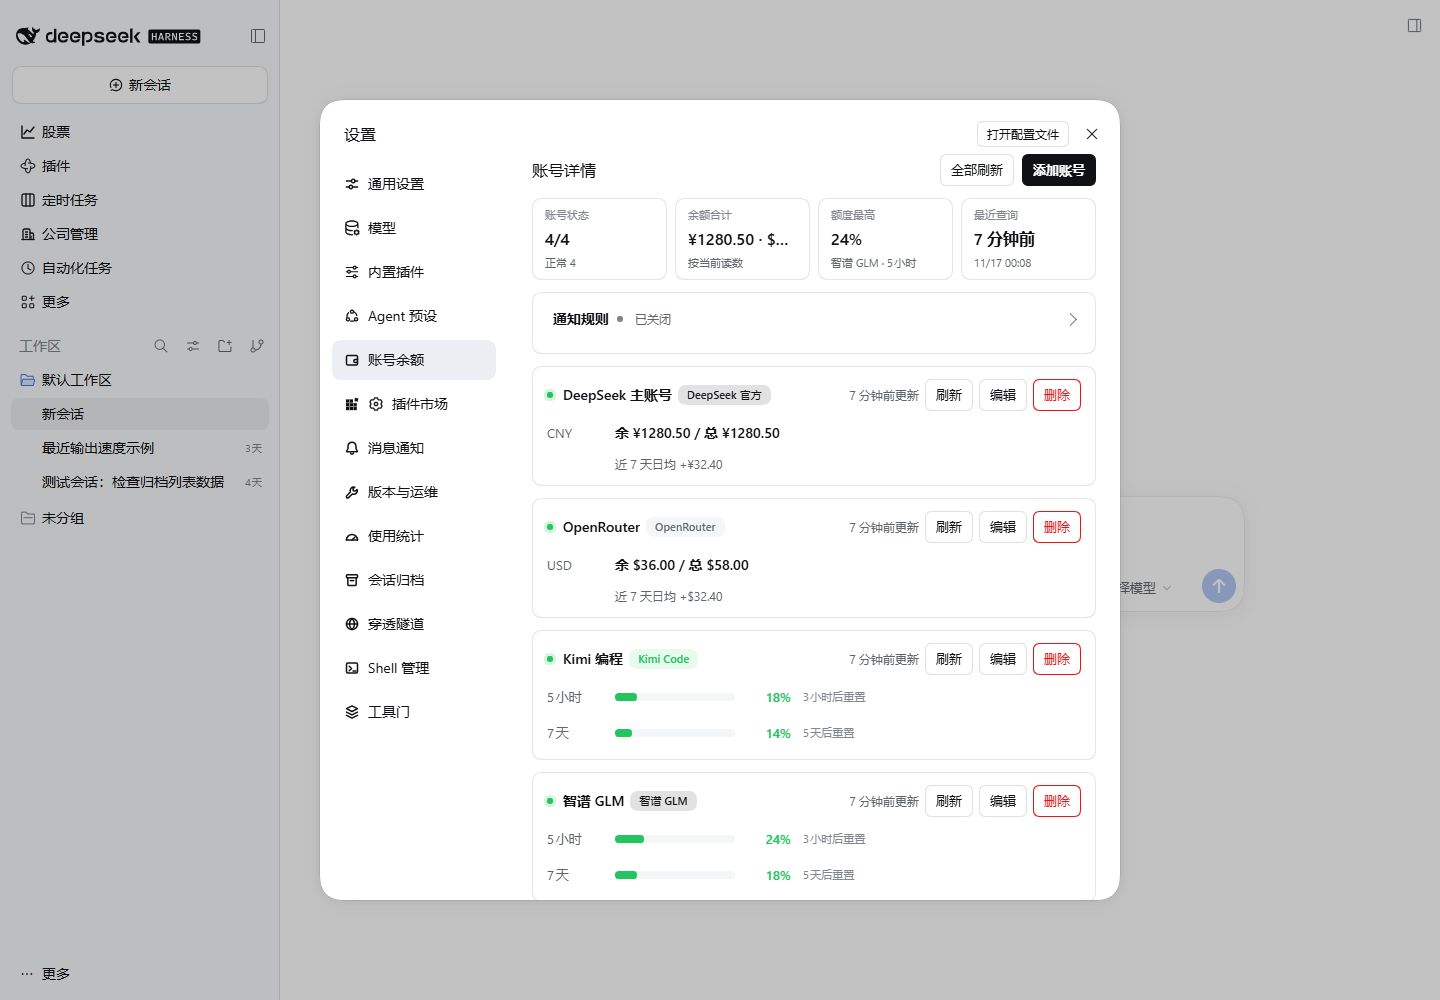 deepseek HARNESS
新会话
股票
插件
定时任务
公司管理
自动化任务
更多
工作区
默认工作区
新会话
最近输出速度示例 3天
测试会话：检查归档列表数据 4天
未分组
更多
设置
打开配置文件
通用设置
模型
内置插件
Agent 预设
账号余额
插件市场
消息通知
版本与运维
使用统计
会话归档
穿透隧道
Shell 管理
工具门
账号详情
全部刷新 添加账号
账号状态
4/4
正常 4
余额合计
¥1280.50 · $...
按当前读数
额度最高
24%
智谱 GLM · 5小时
最近查询
7 分钟前
11/17 00:08
通知规则 已关闭
DeepSeek 主账号 DeepSeek 官方 7 分钟前更新 刷新 编辑 删除
CNY 余 ¥1280.50 / 总 ¥1280.50
近 7 天日均 +¥32.40
OpenRouter OpenRouter 7 分钟前更新 刷新 编辑 删除
USD 余 $36.00 / 总 $58.00
近 7 天日均 +$32.40
Kimi 编程 Kimi Code 7 分钟前更新 刷新 编辑 删除
5小时 18% 3小时后重置
7天 14% 5天后重置
智谱 GLM 智谱 GLM 7 分钟前更新 刷新 编辑 删除
5小时 24% 3小时后重置
7天 18% 5天后重置
择模型